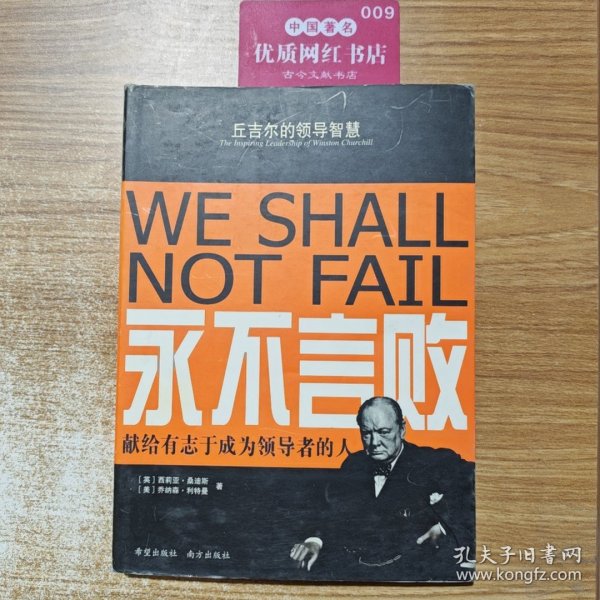 009
中国著名
优质网红书店
古今文献书店
丘吉尔的领导智慧
The Inspiring Leadership of Winston Churchill
WE SHALL
NOT FAIL
永不言败
献给有志于成为领导者的人
［英］西莉亚·桑迪斯
［美］乔纳森·利特曼 著
希望出版社 南方出版社
孔夫子旧书网
www.kongfz.com